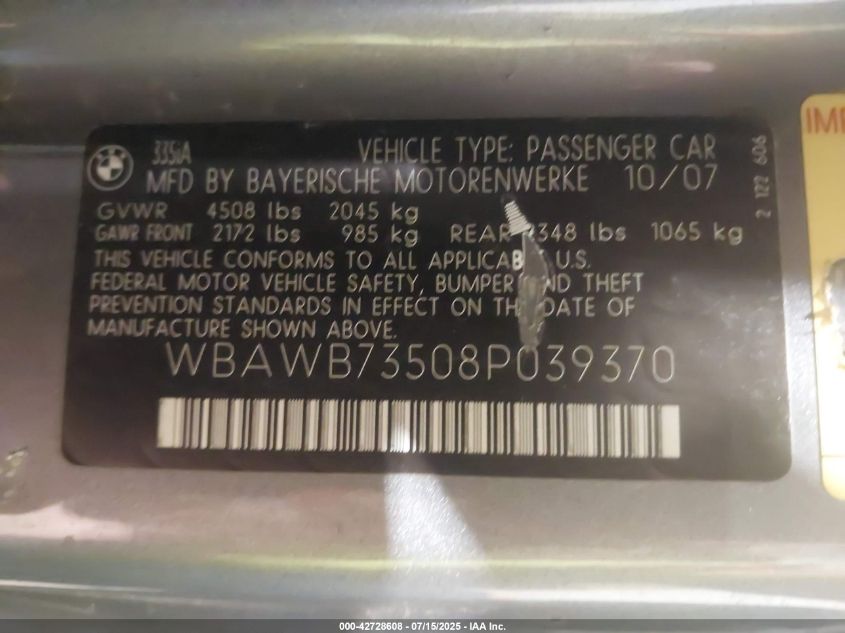 BMW
335iA VEHICLE TYPE: PASSENGER CAR
MFD BY BAYERISCHE MOTORENWERKE 10/07
GVWR 4508 lbs 2045 kg
GAWR FRONT 2172 lbs 985 kg REAR 348 lbs 1065 kg
THIS VEHICLE CONFORMS TO ALL U.S.
FEDERAL MOTOR VEHICLE SAFETY, BUMPER ND THEFT
PREVENTION STANDARDS IN EFFECT ON TH DATE OF
MANUFACTURE SHOWN ABOVE.
WBAWB73508P039370
2 122 606
IM
000-42728608 - 07/15/2025 - IAA Inc.